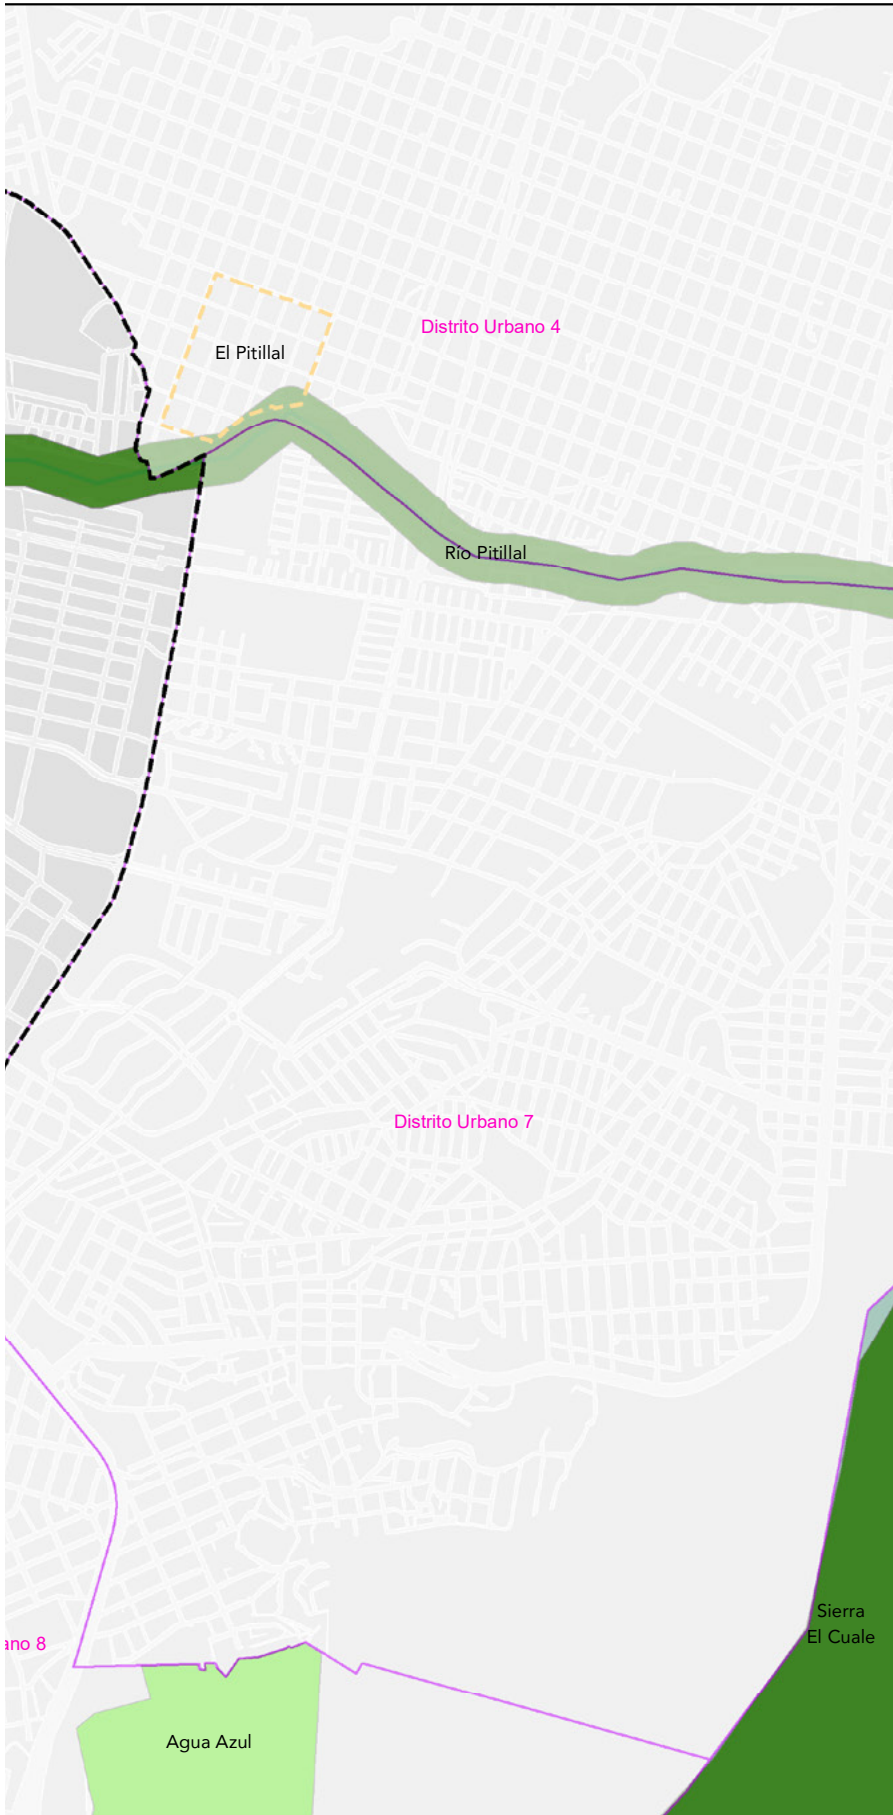 Distrito Urbano 4
El Pitillal
Río Pitillal
Distrito Urbano 7
Sierra
El Cuale
ano 8
Agua Azul